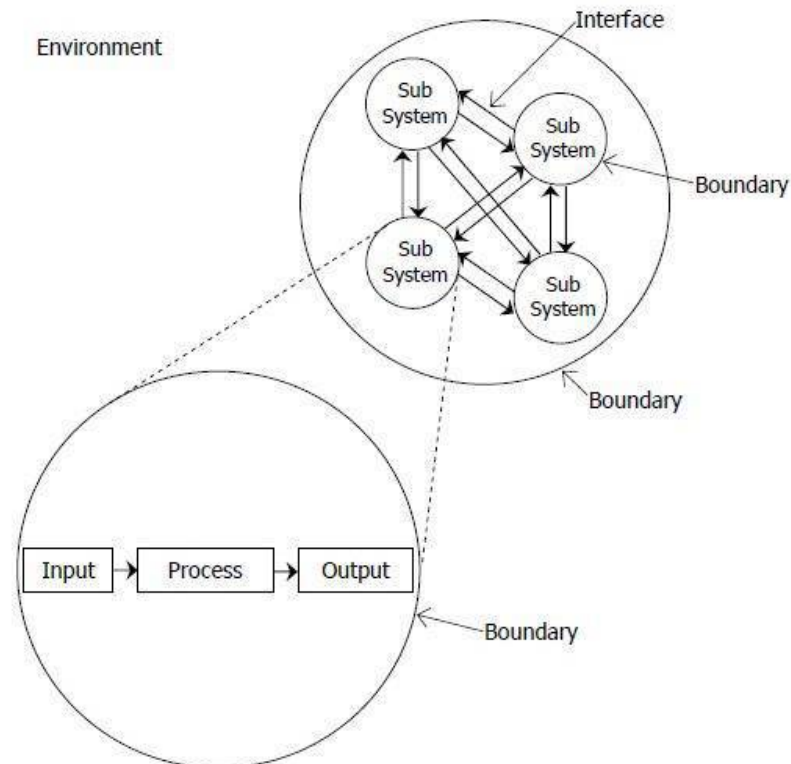 Environment
Interface
Sub
System
Sub
System
Boundary
Sub
System
Sub
System
Boundary
Input
Process
Output
Boundary